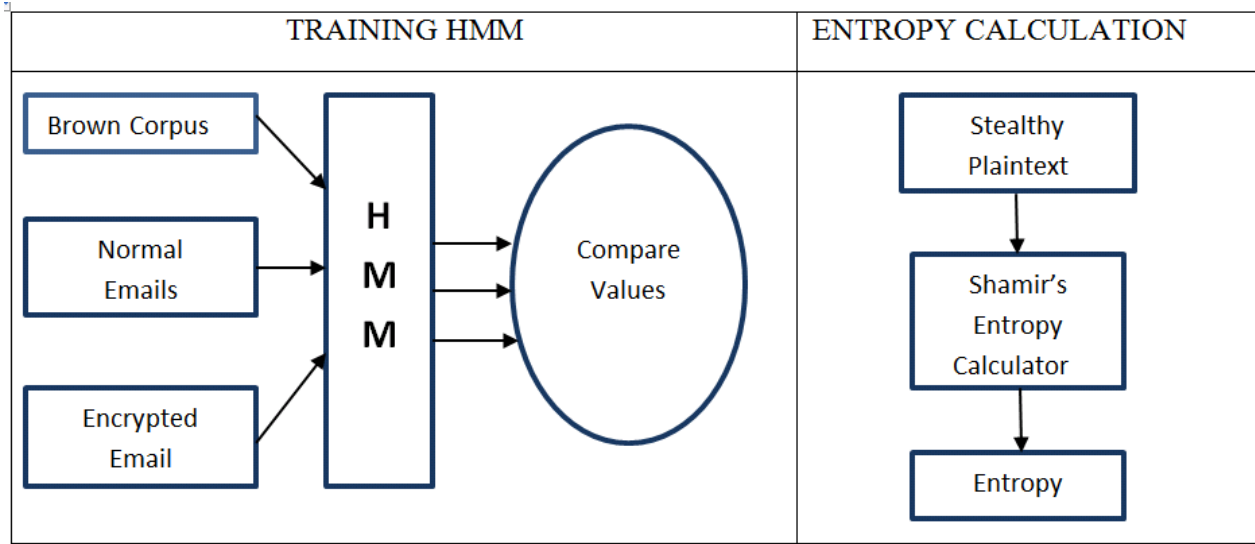 TRAINING HMM
ENTROPY CALCULATION
Brown Corpus
Normal
Emails
Encrypted
Email
H
M
M
Compare
Values
Stealthy
Plaintext
Shamir's
Entropy
Calculator
Entropy